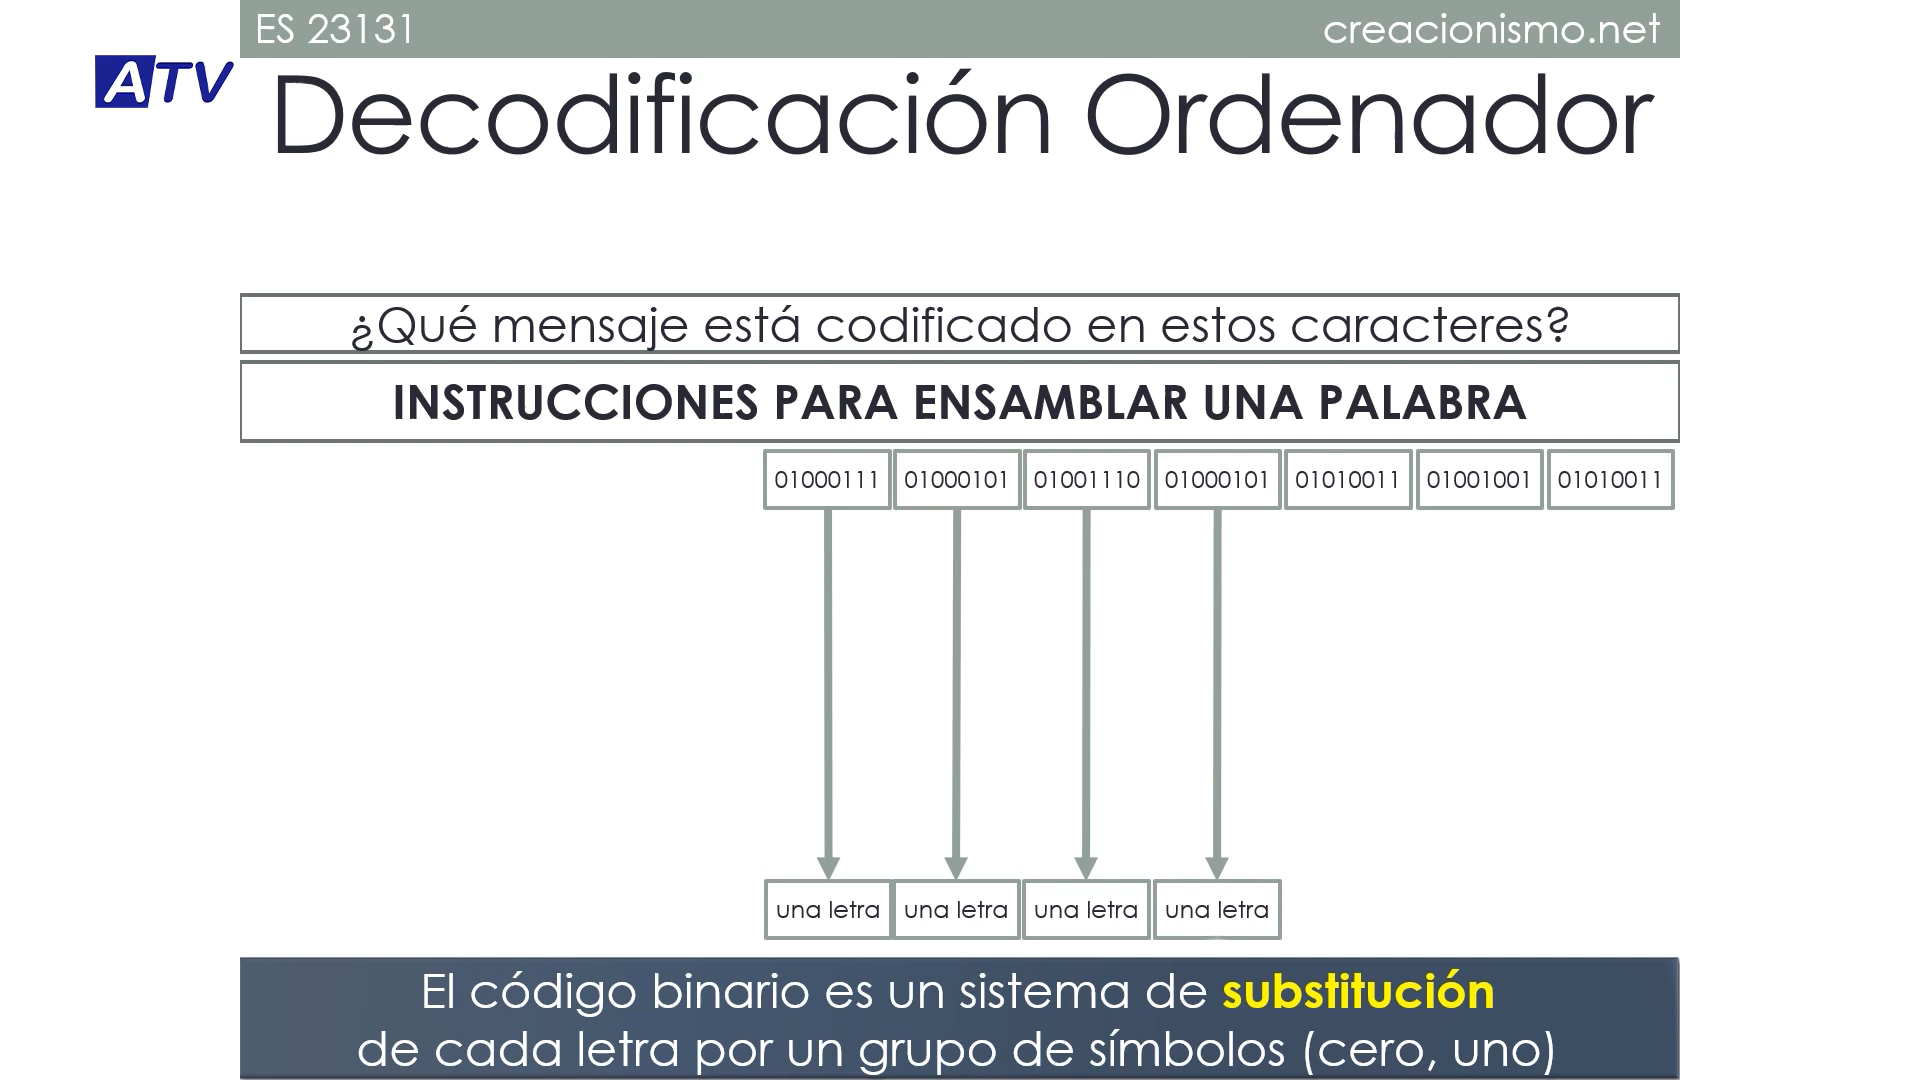 ES 23131
creacionismo.net
ATV
Decodificación Ordenador
¿Qué mensaje está codificado en estos caracteres?
INSTRUCCIONES PARA ENSAMBLAR UNA PALABRA
01000111 01000101 01001110 01000101 01010011 01001001 01010011
una letra una letra una letra una letra
El código binario es un sistema de substitución
de cada letra por un grupo de símbolos (cero, uno)